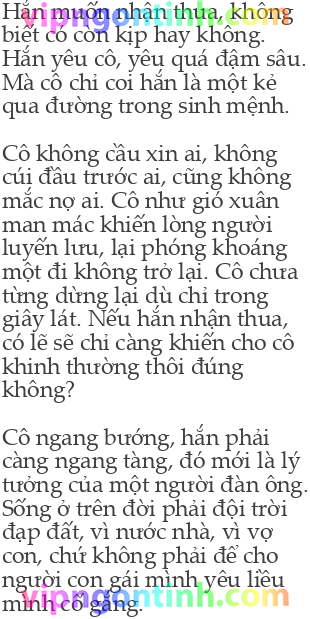 Hắn muốn nhận thua, không
biết có còn kịp hay không.
Hắn yêu cô, yêu quá đậm sâu.
Mà cô chỉ coi hắn là một kẻ
qua đường trong sinh mệnh.
Cô không cầu xin ai, không
cúi đầu trước ai, cũng không
mắc nợ ai. Cô như gió xuân
man mác khiến lòng người
luyến lưu, lại phóng khoáng
một đi không trở lại. Cô chưa
từng dừng lại dù chỉ trong
giây lát. Nếu hắn nhận thua,
có lẽ sẽ chỉ càng khiến cho cô
khinh thường thôi đúng
không?
Cô ngang bướng, hắn phải
càng ngang tàng, đó mới là lý
tưởng của một người đàn ông.
Sống ở trên đời phải đội trời
đạp đất, vì nước nhà, vì vợ
con, chứ không phải để cho
người con gái mình yêu liều
mình cố gắng.
vipngontinh.com
vipngontinh.com